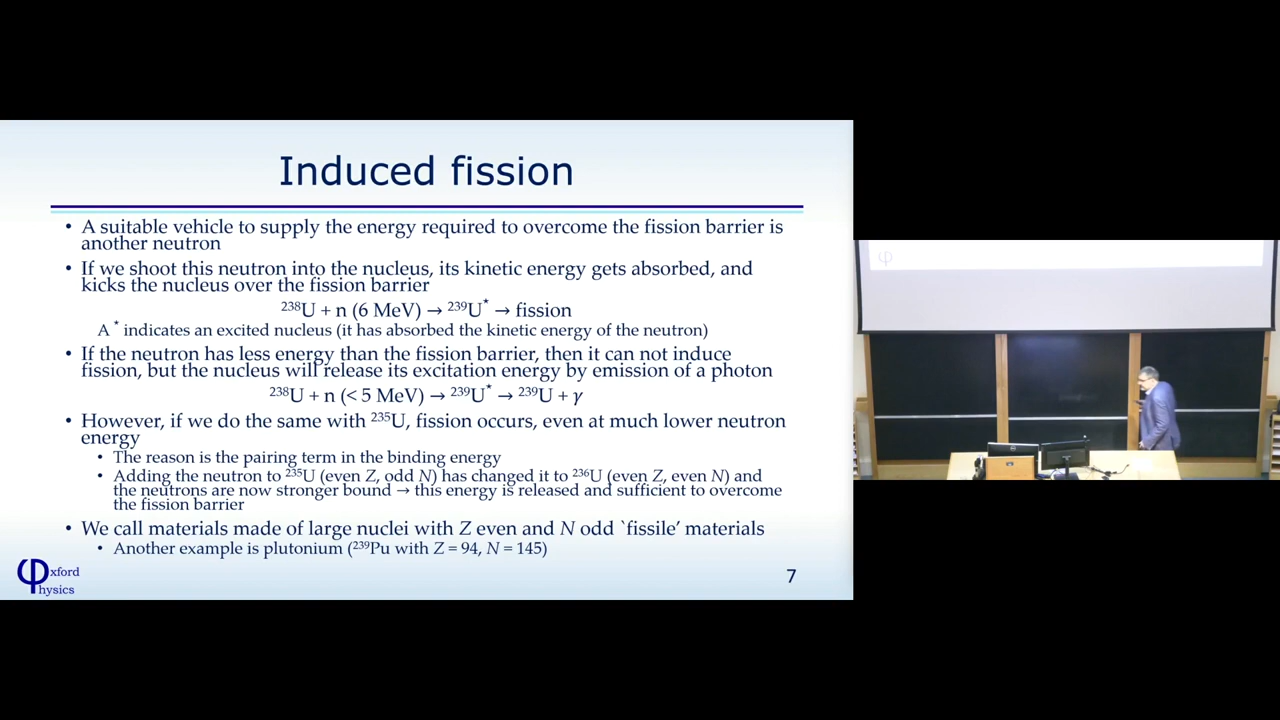 Induced fission
• A suitable vehicle to supply the energy required to overcome the fission barrier is
another neutron
• If we shoot this neutron into the nucleus, its kinetic energy gets absorbed, and
kicks the nucleus over the fission barrier
²³⁸U + n (6 MeV) → ²³⁹U* → fission
A * indicates an excited nucleus (it has absorbed the kinetic energy of the neutron)
• If the neutron has less energy than the fission barrier, then it can not induce
fission, but the nucleus will release its excitation energy by emission of a photon
²³⁸U + n (< 5 MeV) → ²³⁹U* → ²³⁹U + γ
• However, if we do the same with ²³⁵U, fission occurs, even at much lower neutron
energy
• The reason is the pairing term in the binding energy
• Adding the neutron to ²³⁵U (even Z, odd N) has changed it to ²³⁶U (even Z, even N) and
the neutrons are now stronger bound → this energy is released and sufficient to overcome
the fission barrier
• We call materials made of large nuclei with Z even and N odd `fissile’ materials
• Another example is plutonium (²³⁹Pu with Z = 94, N = 145)
φxford
hysics
7
φ